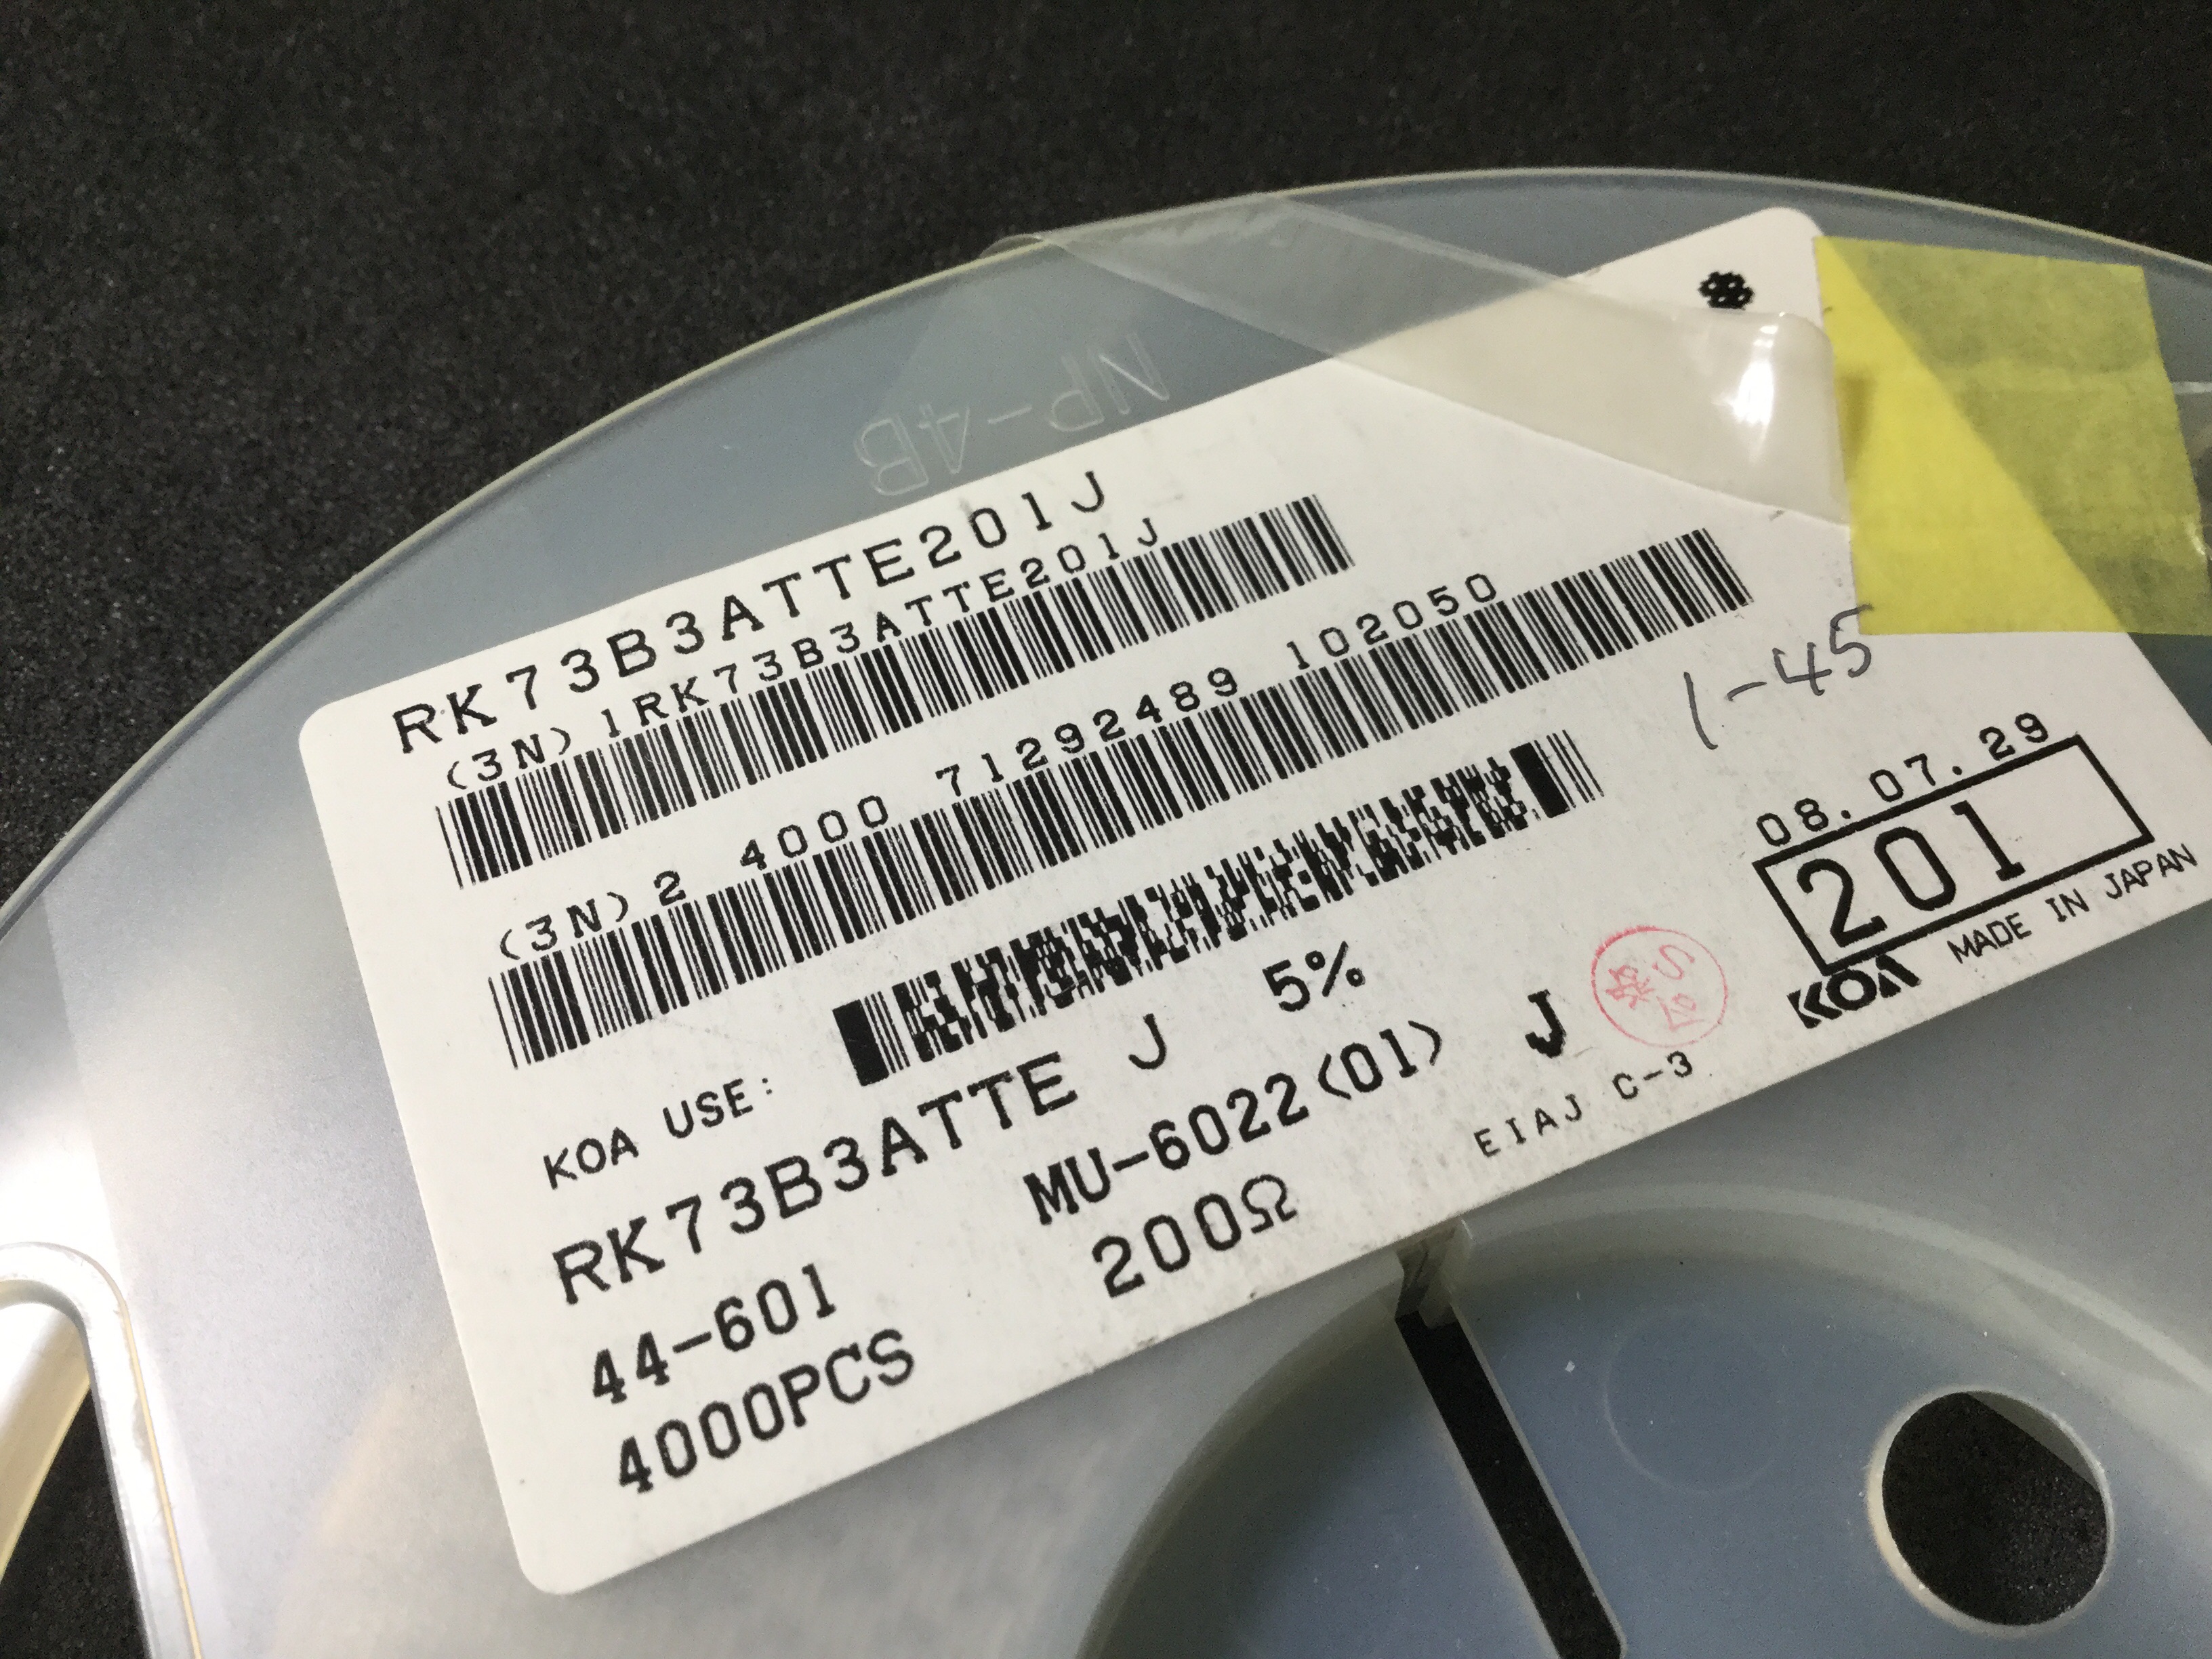 NP-4B
RK73B3ATTE201J
(3N)1RK73B3ATTE201J
(3N)2 4000 71292489 102050
1-45
KOA USE:
08.07.29
201
RK73B3ATTE J 5%
44-601 MU-6022(01) J
KOA MADE IN JAPAN
4000PCS 200Ω EIAJ C-3